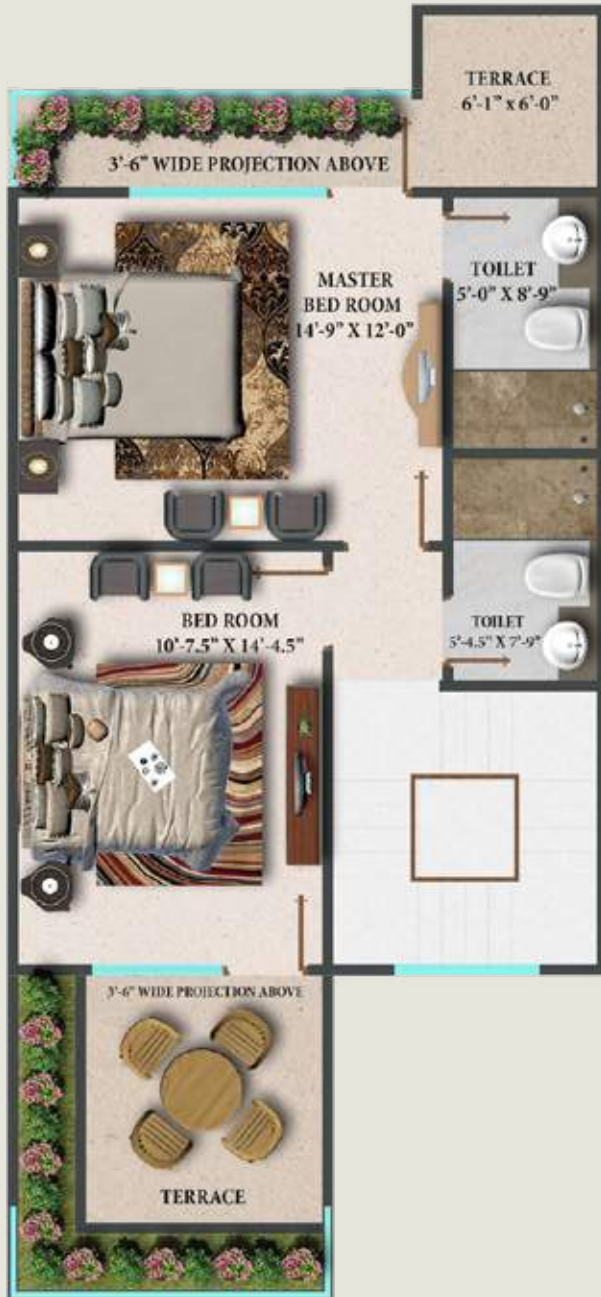 TERRACE
6'-1" x 6'-0"
3'-6" WIDE PROJECTION ABOVE
MASTER
BED ROOM
14'-9" X 12'-0"
TOILET
5'-0" X 8'-9"
BED ROOM
10'-7.5" X 14'-4.5"
TOILET
5'-4.5" X 7'-9"
3'-6" WIDE PROJECTION ABOVE
TERRACE